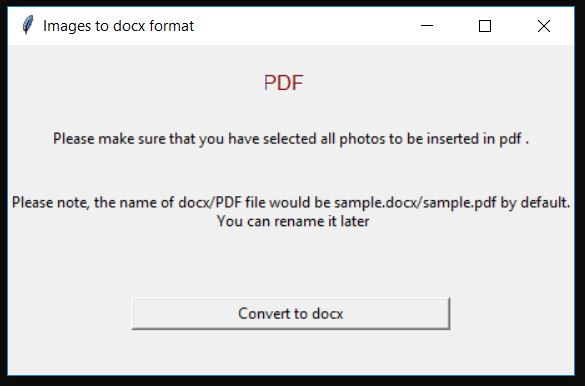 Images to docx format
PDF
Please make sure that you have selected all photos to be inserted in pdf .
Please note, the name of docx/PDF file would be sample.docx/sample.pdf by default.
You can rename it later
Convert to docx